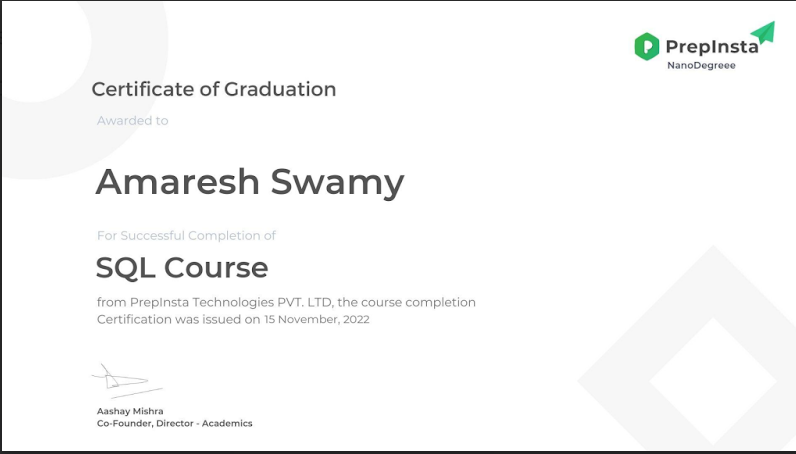 PrepInsta
NanoDegreee
Certificate of Graduation
Awarded to
Amaresh Swamy
For Successful Completion of
SQL Course
from PrepInsta Technologies PVT. LTD, the course completion
Certification was issued on 15 November, 2022
Aashay Mishra
Co-Founder, Director - Academics